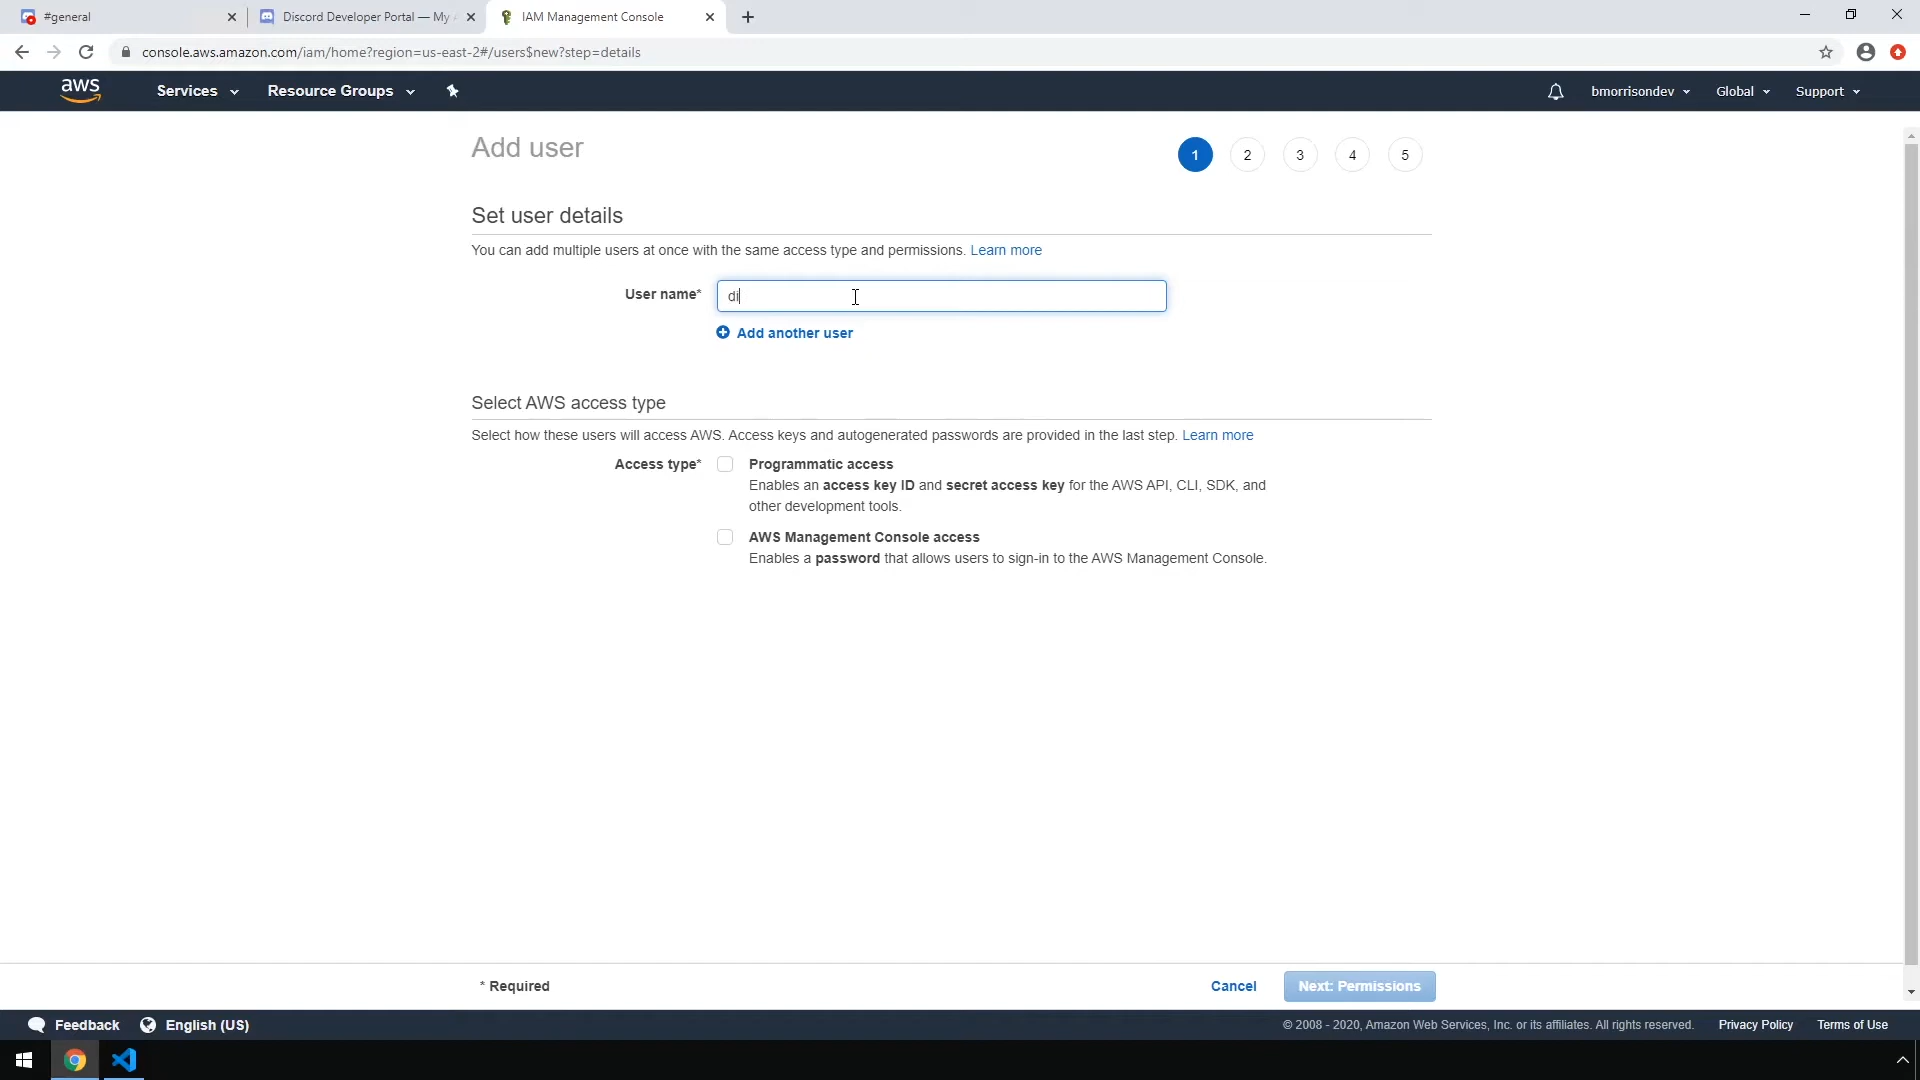 #general
Discord Developer Portal — My A
IAM Management Console
console.aws.amazon.com/iam/home?region=us-east-2#/users$new?step=details
aws
Services
Resource Groups
bmorrisondev
Global
Support
Add user
1
2
3
4
5
Set user details
You can add multiple users at once with the same access type and permissions. Learn more
User name*
di
Add another user
Select AWS access type
Select how these users will access AWS. Access keys and autogenerated passwords are provided in the last step. Learn more
Access type*
Programmatic access
Enables an access key ID and secret access key for the AWS API, CLI, SDK, and
other development tools.
AWS Management Console access
Enables a password that allows users to sign-in to the AWS Management Console.
* Required
Cancel
Next: Permissions
Feedback
English (US)
© 2008 - 2020, Amazon Web Services, Inc. or its affiliates. All rights reserved.
Privacy Policy
Terms of Use